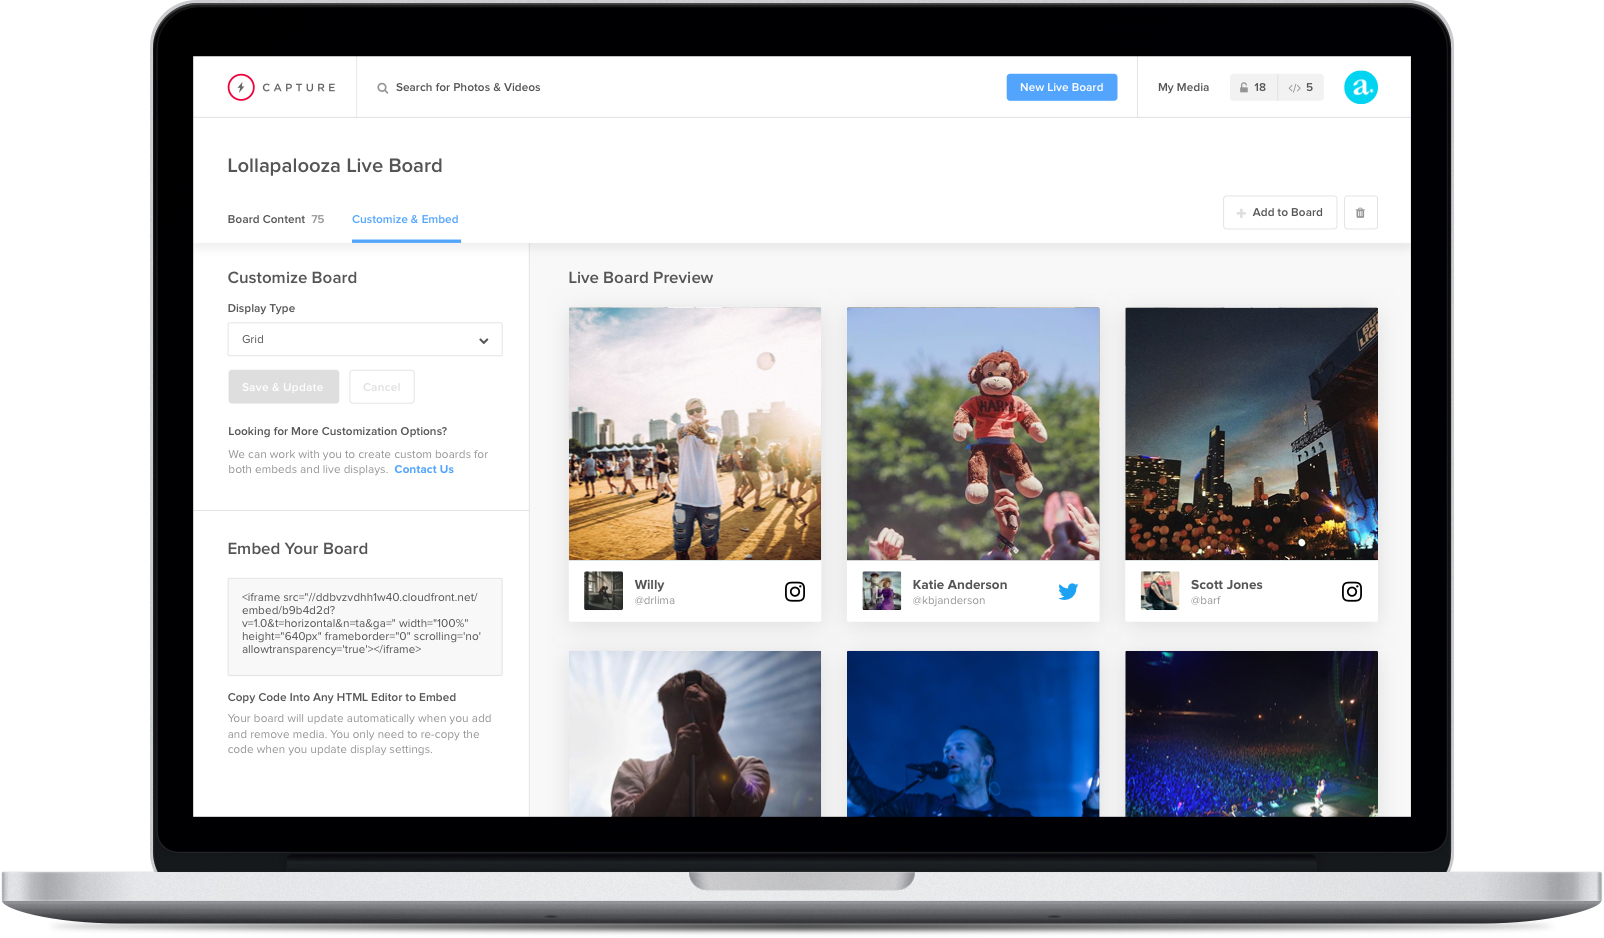 CAPTURE
Search for Photos & Videos
New Live Board
My Media
18
</> 5
a.
Lollapalooza Live Board
Board Content 75
Customize & Embed
+ Add to Board
Customize Board
Display Type
Grid
Save & Update
Cancel
Looking for More Customization Options?
We can work with you to create custom boards for
both embeds and live displays. Contact Us
Embed Your Board
<iframe src="//ddbvzvdhh1w40.cloudfront.net/
embed/b9b4d2d?
v=1.0&t=horizontal&n=ta&ga=" width="100%"
height="640px" frameborder="0" scrolling='no'
allowtransparency='true'></iframe>
Copy Code Into Any HTML Editor to Embed
Your board will update automatically when you add
and remove media. You only need to re-copy the
code when you update display settings.
Live Board Preview
BUD
LIGHT
HARD
Willy
@drlima
Katie Anderson
@kbjanderson
Scott Jones
@barf